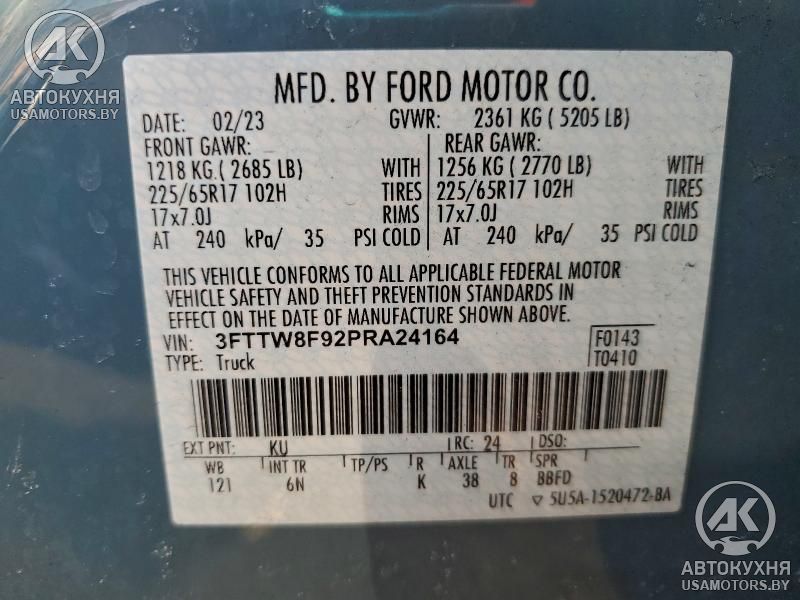 AK
АВТОКУХНЯ
USAMOTORS.BY
MFD. BY FORD MOTOR CO.
DATE: 02/23 GVWR: 2361 KG ( 5205 LB)
FRONT GAWR: REAR GAWR:
1218 KG.( 2685 LB) WITH 1256 KG ( 2770 LB) WITH
225/65R17 102H TIRES 225/65R17 102H TIRES
17x7.0J RIMS 17x7.0J RIMS
AT 240 kPa/ 35 PSI COLD AT 240 kPa/ 35 PSI COLD
THIS VEHICLE CONFORMS TO ALL APPLICABLE FEDERAL MOTOR
VEHICLE SAFETY AND THEFT PREVENTION STANDARDS IN
EFFECT ON THE DATE OF MANUFACTURE SHOWN ABOVE.
VIN: 3FTTW8F92PRA24164 F0143
TYPE: Truck T0410
EXT PNT: KU RC: 24 DSO:
WB INT TR TP/PS R AXLE TR SPR
121 6N K 38 8 BBFD
UTC ▽ 5U5A-1520472-BA
AK
АВТОКУХНЯ
USAMOTORS.BY